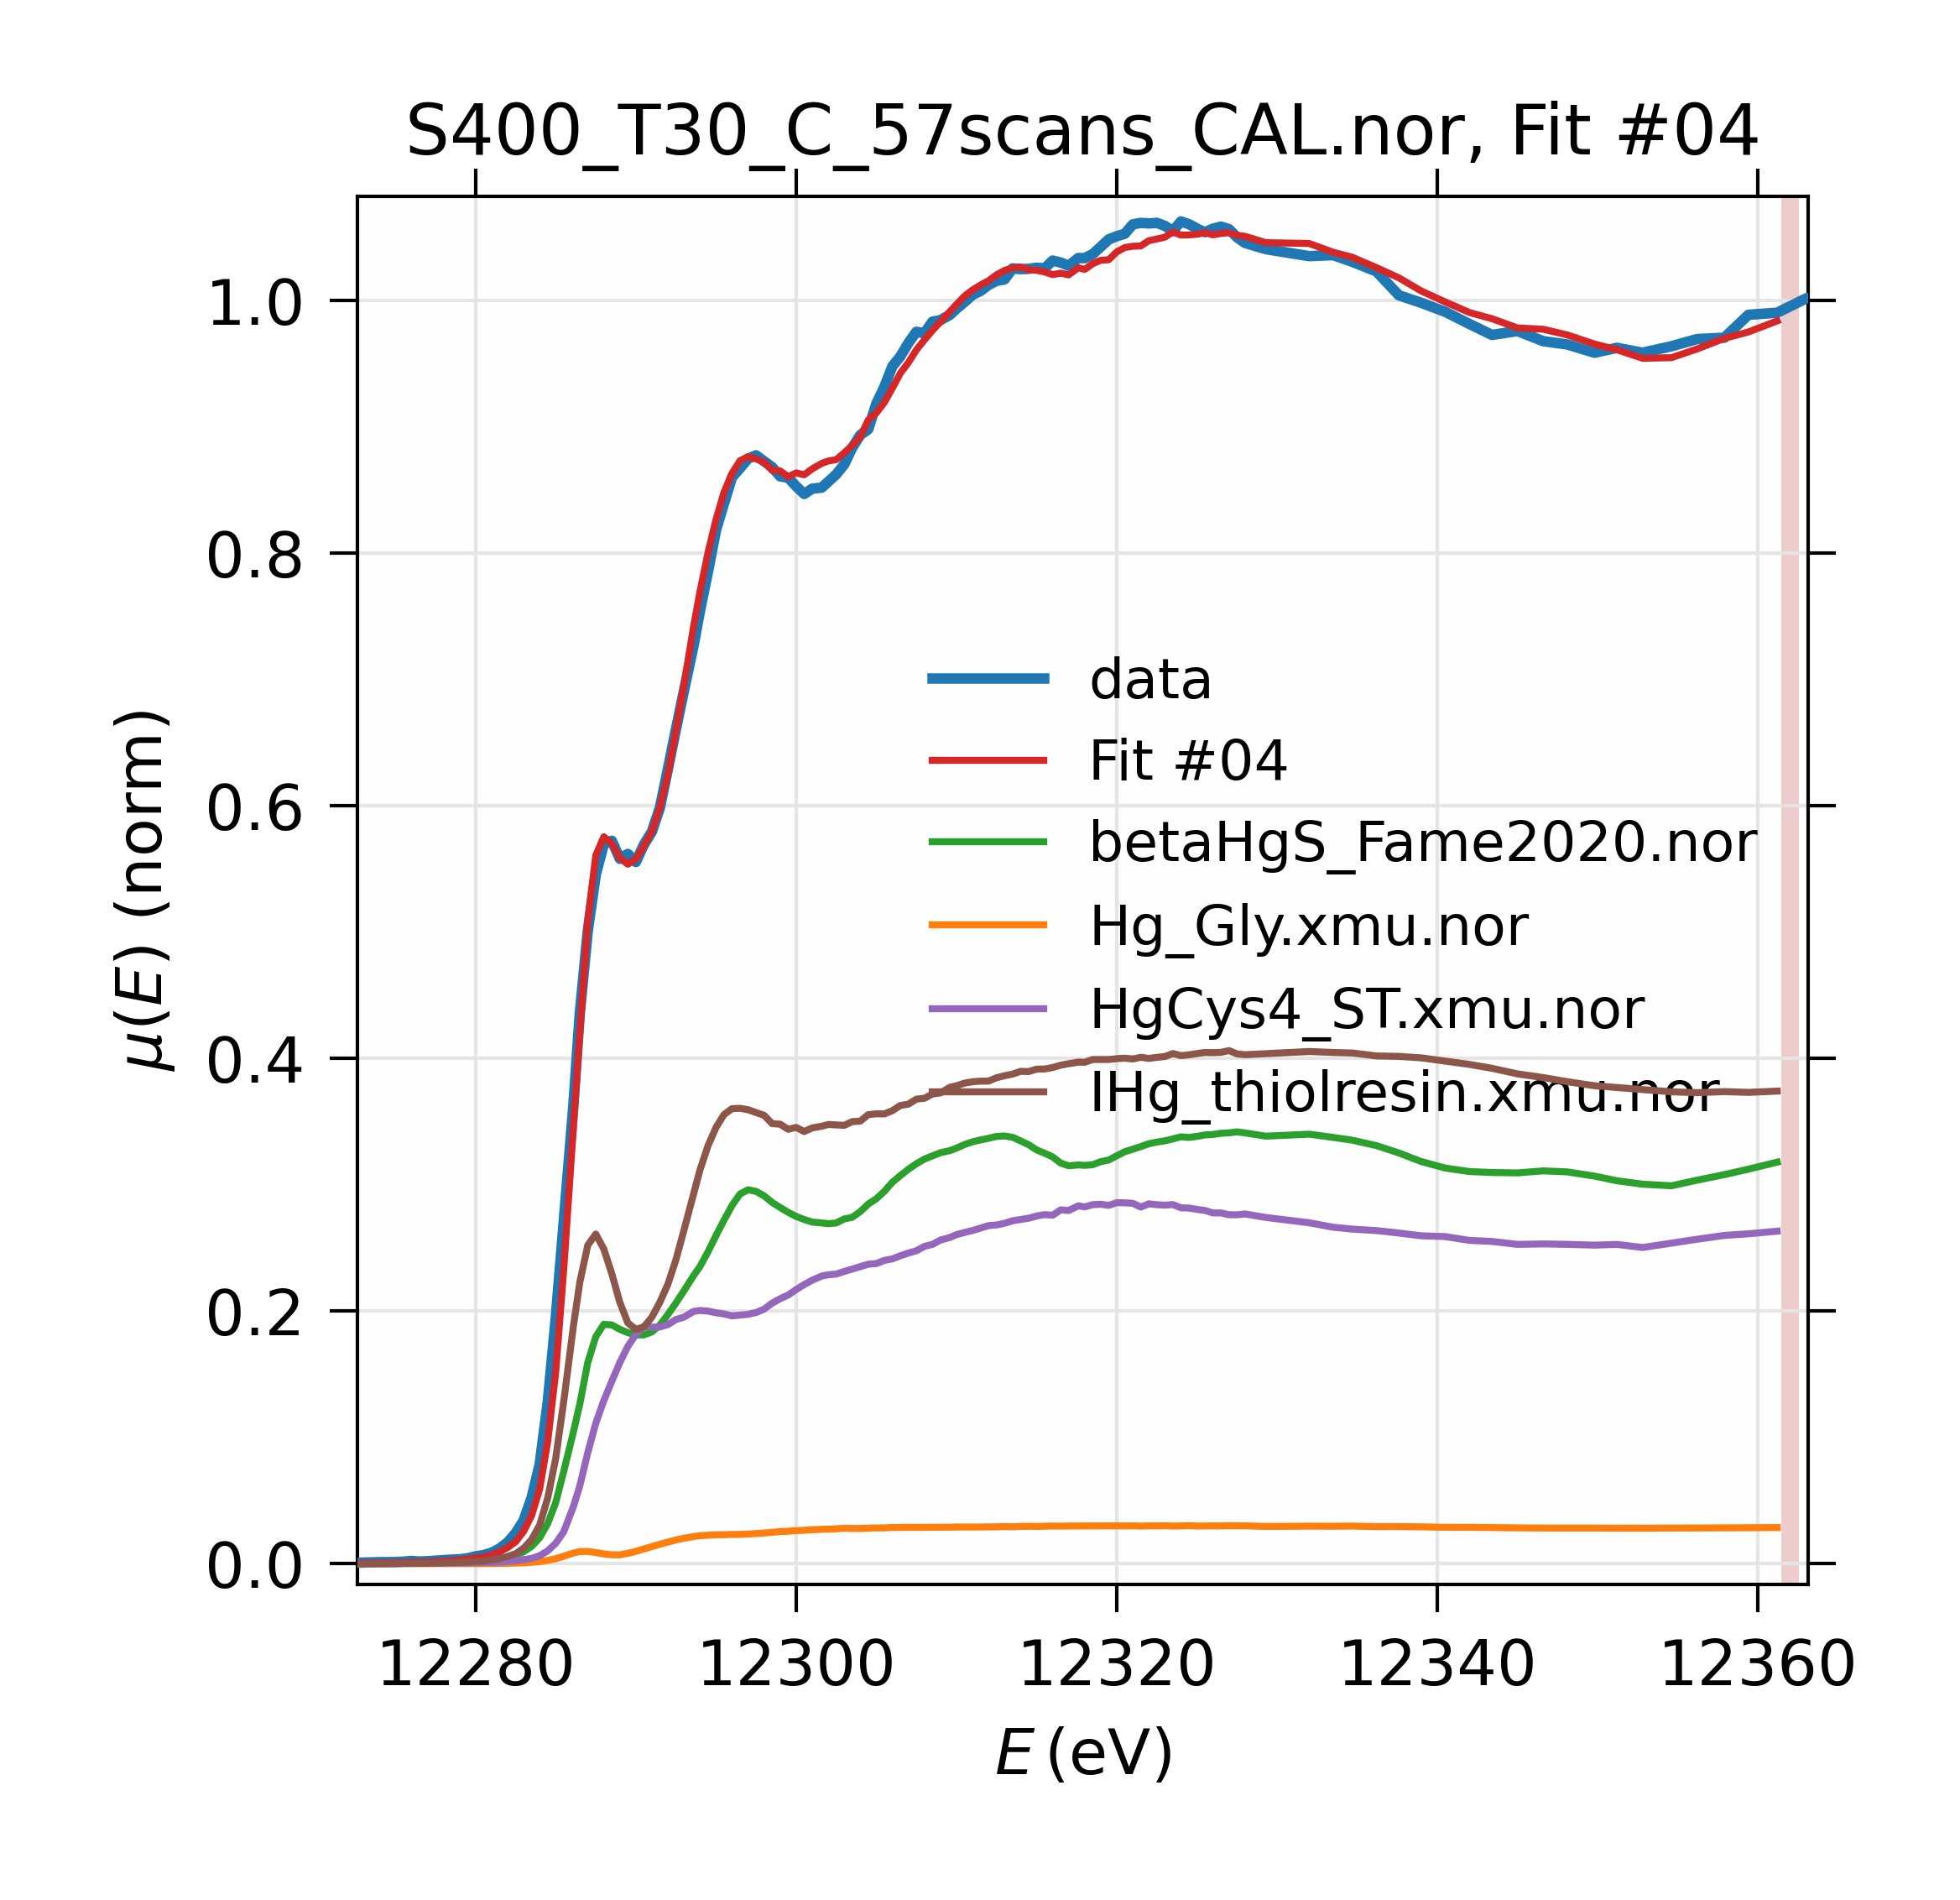 S400_T30_C_57scans_CAL.nor, Fit #04
μ(E) (norm)
1.0
0.8
0.6
0.4
0.2
0.0
data
Fit #04
betaHgS_Fame2020.nor
Hg_Gly.xmu.nor
HgCys4_ST.xmu.nor
IHg_thiolresin.xmu.nor
12280 12300 12320 12340 12360
E (eV)